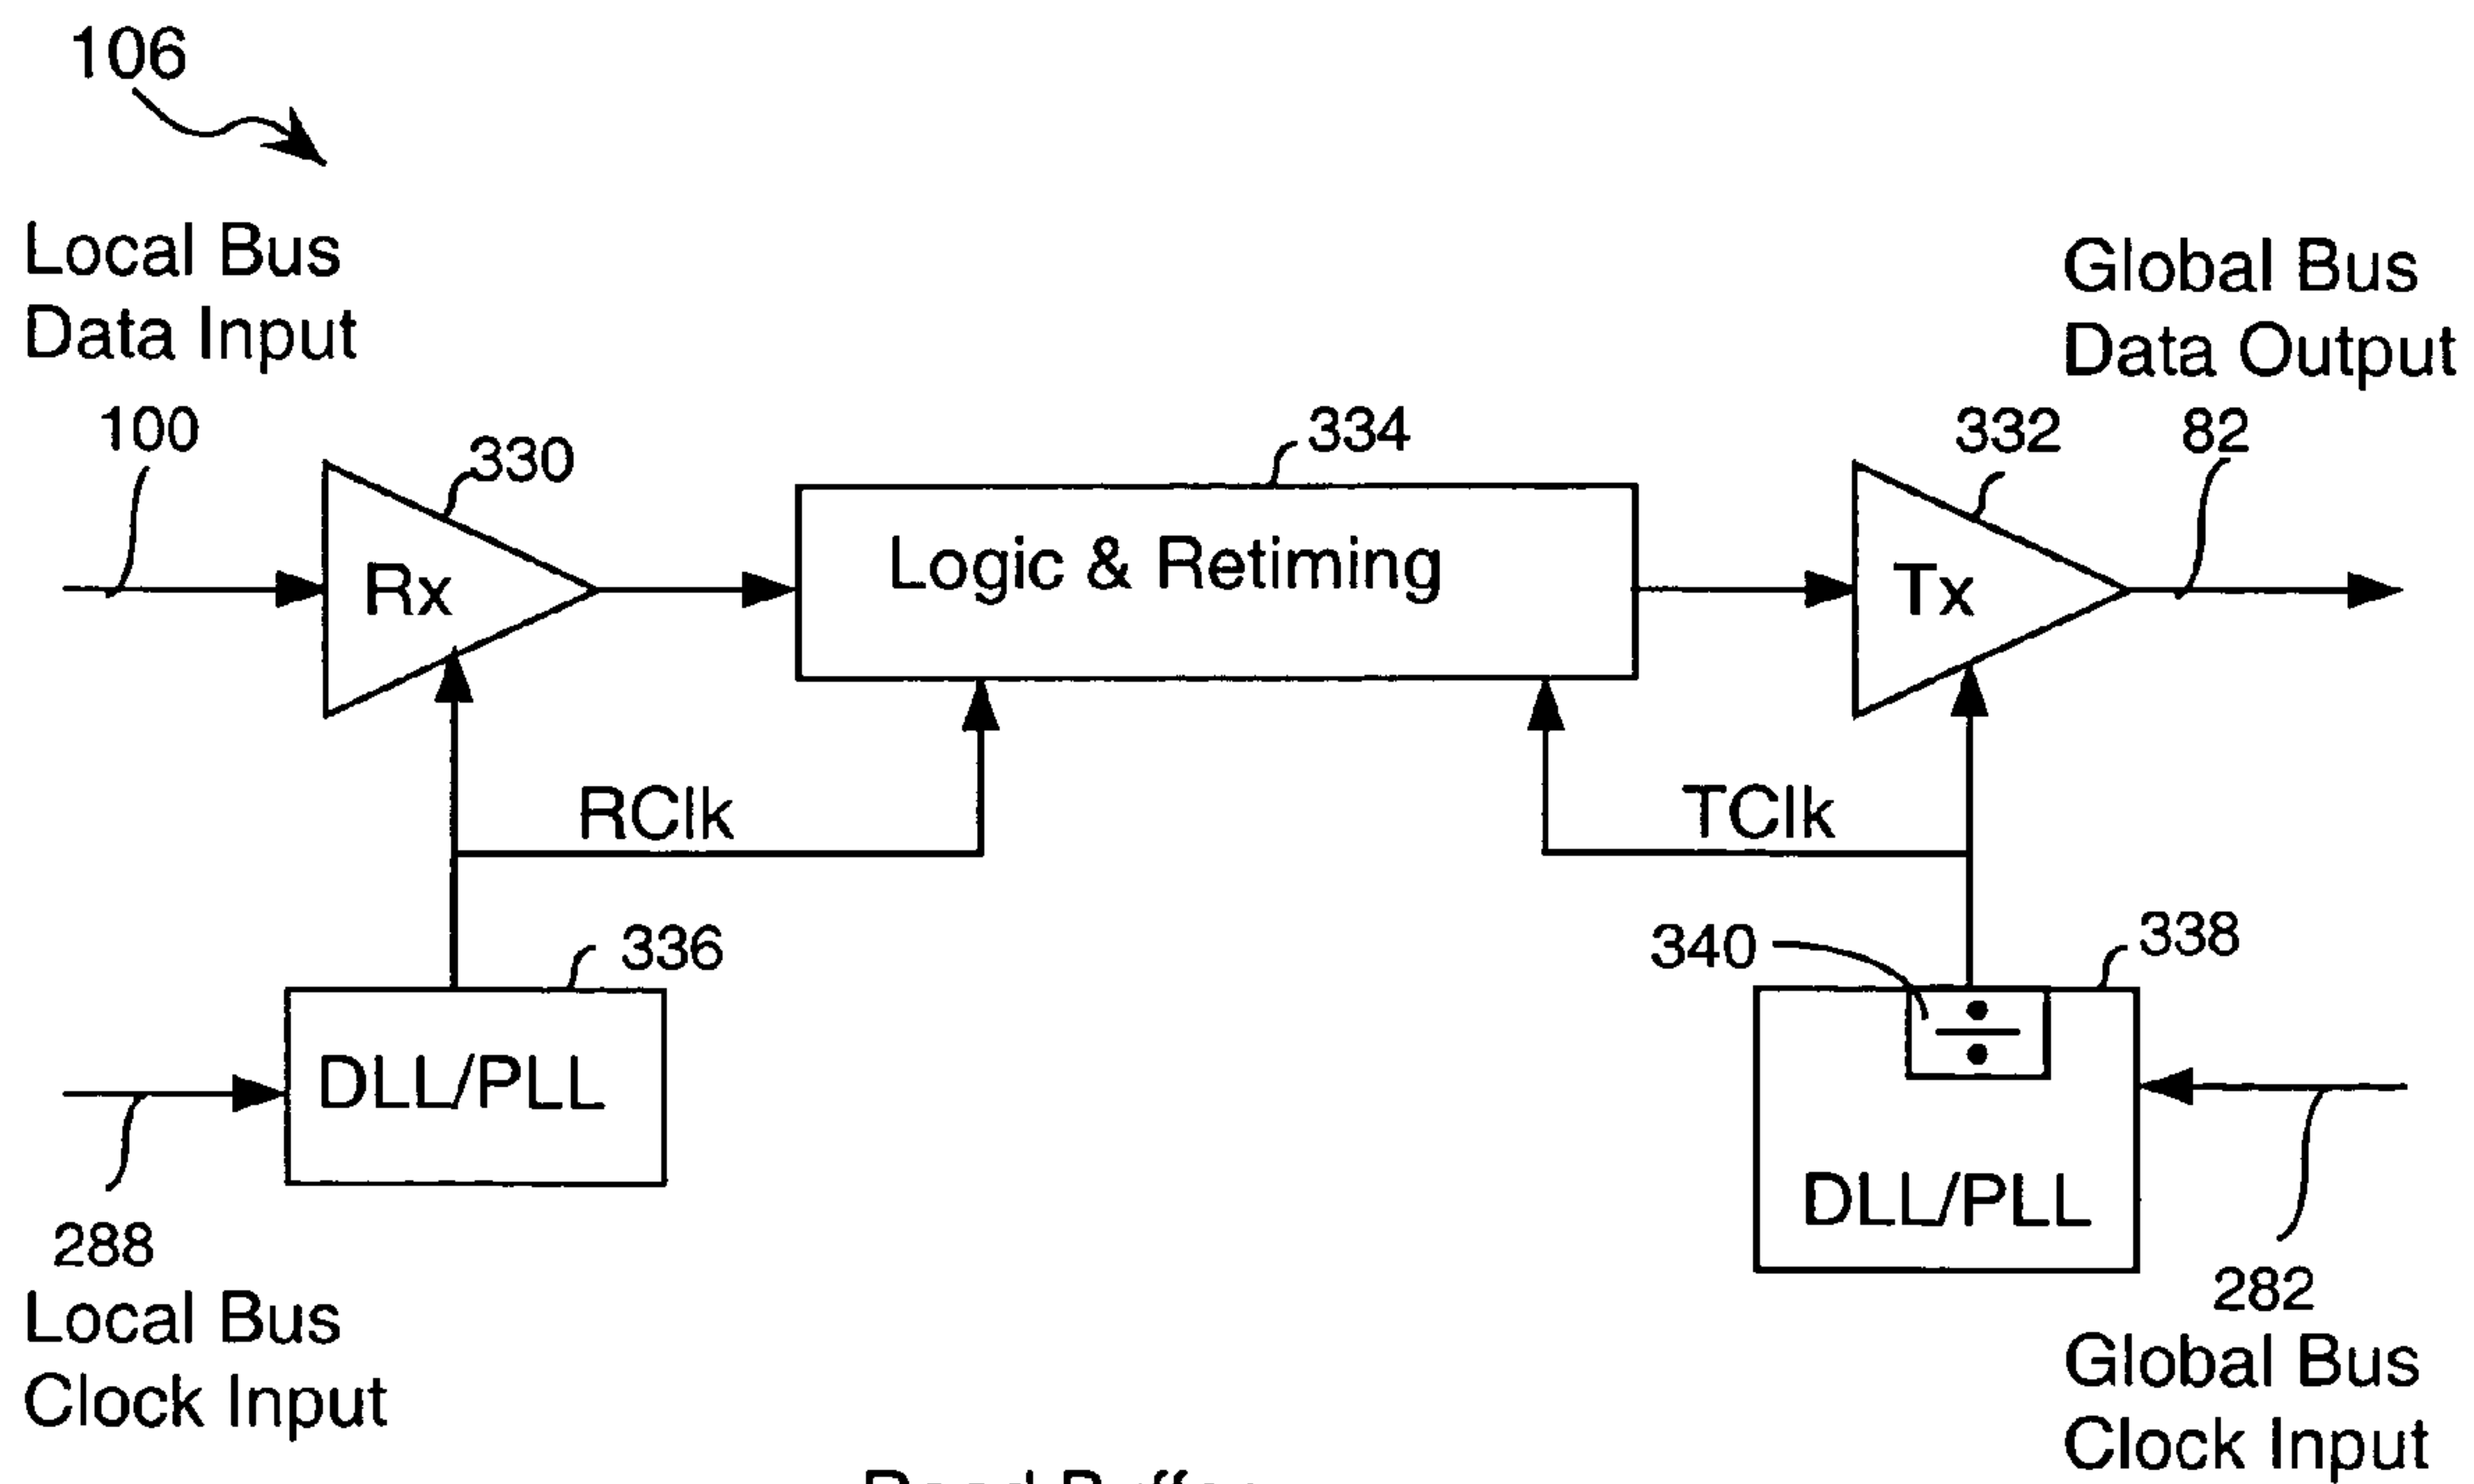 106
Local Bus
Data Input
Global Bus
Data Output
100
330
334
332
82
Rx
Logic & Retiming
Tx
RClk
TClk
336
340
338
DLL/PLL
DLL/PLL
288
Local Bus
Clock Input
282
Global Bus
Clock Input